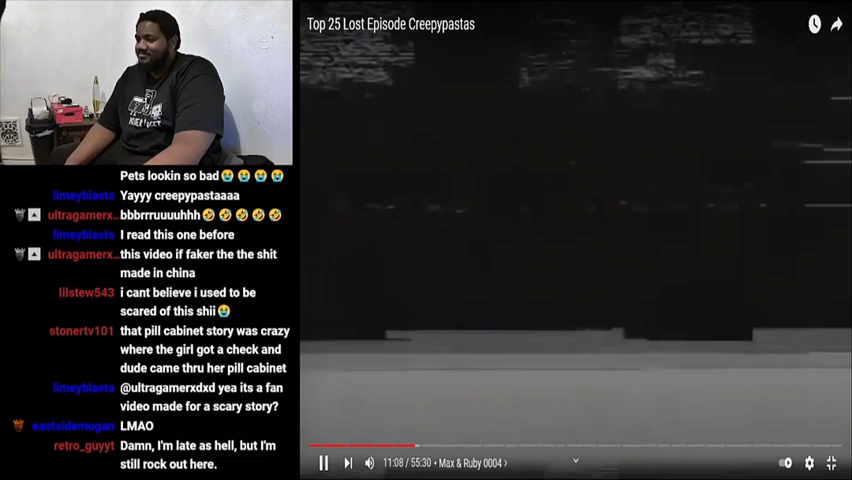 Top 25 Lost Episode Creepypastas
Pets lookin so bad😭😭😭😭
limeyblasts Yayyy creepypastaaaa
ultragamerx... bbbrrruuuuhhh🤣🤣🤣🤣🤣
limeyblasts I read this one before
ultragamerx... this video if faker the the shit
made in china
lilstew543 i cant believe i used to be
scared of this shii😭
stonertv101 that pill cabinet story was crazy
where the girl got a check and
dude came thru her pill cabinet
limeyblasts @ultragamerxdxd yea its a fan
video made for a scary story?
eastsidemugan LMAO
retro_guyyt Damn, I'm late as hell, but I'm
still rock out here.
11:08 / 55:30 • Max & Ruby 0004 ›